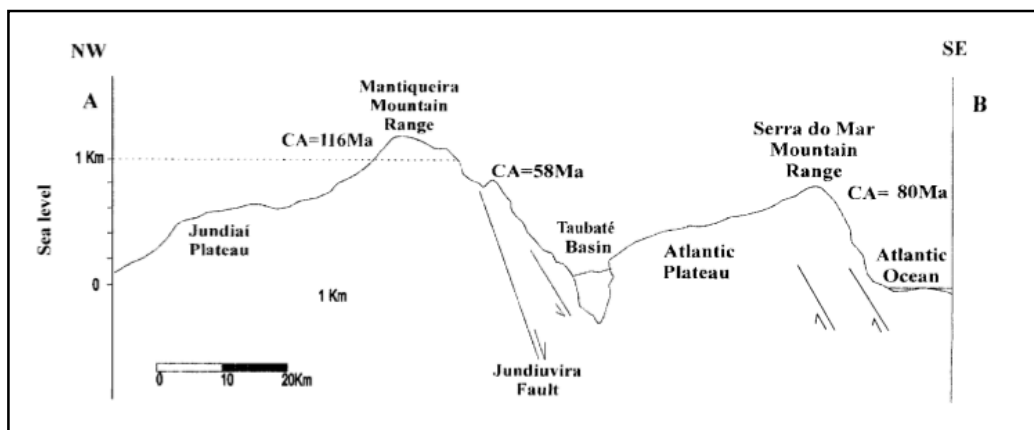 NW
SE
A
B
Mantiqueira
Mountain
Range
CA=116Ma
1 Km
CA=58Ma
Serra do Mar
Mountain
Range
CA= 80Ma
Sea level
Jundiaí
Plateau
Taubaté
Basin
Atlantic
Plateau
Atlantic
Ocean
0
1 Km
Jundiuvira
Fault
0 10 20Km